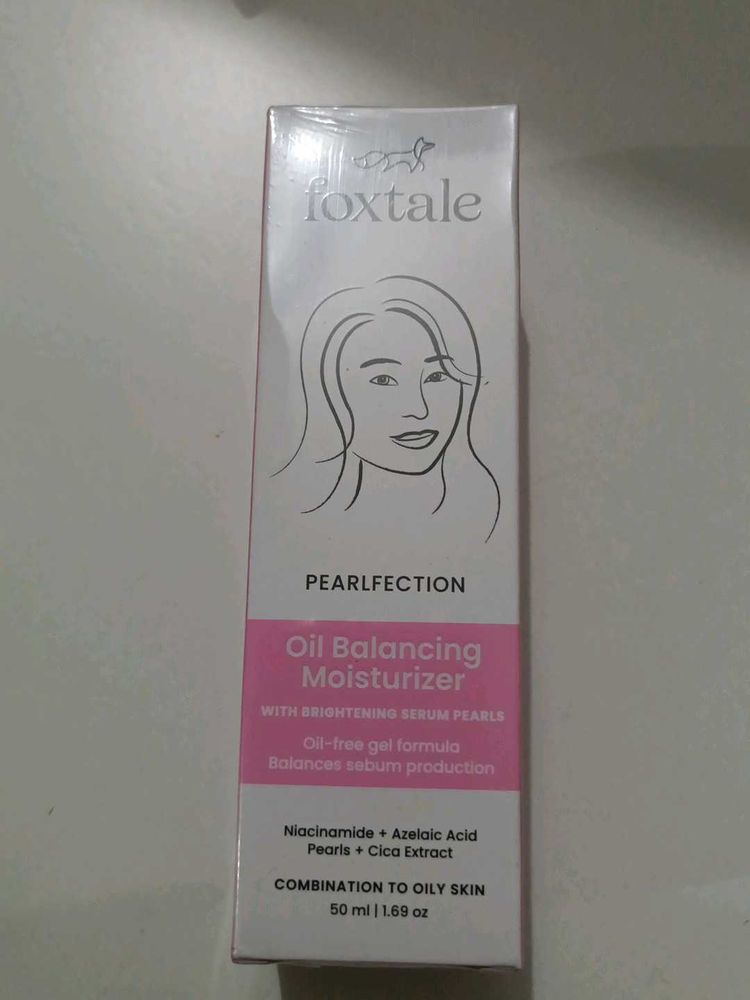 foxtale
PEARLFECTION
Oil Balancing
Moisturizer
WITH BRIGHTENING SERUM PEARLS
Oil-free gel formula
Balances sebum production
Niacinamide + Azelaic Acid
Pearls + Cica Extract
COMBINATION TO OILY SKIN
50 ml | 1.69 oz